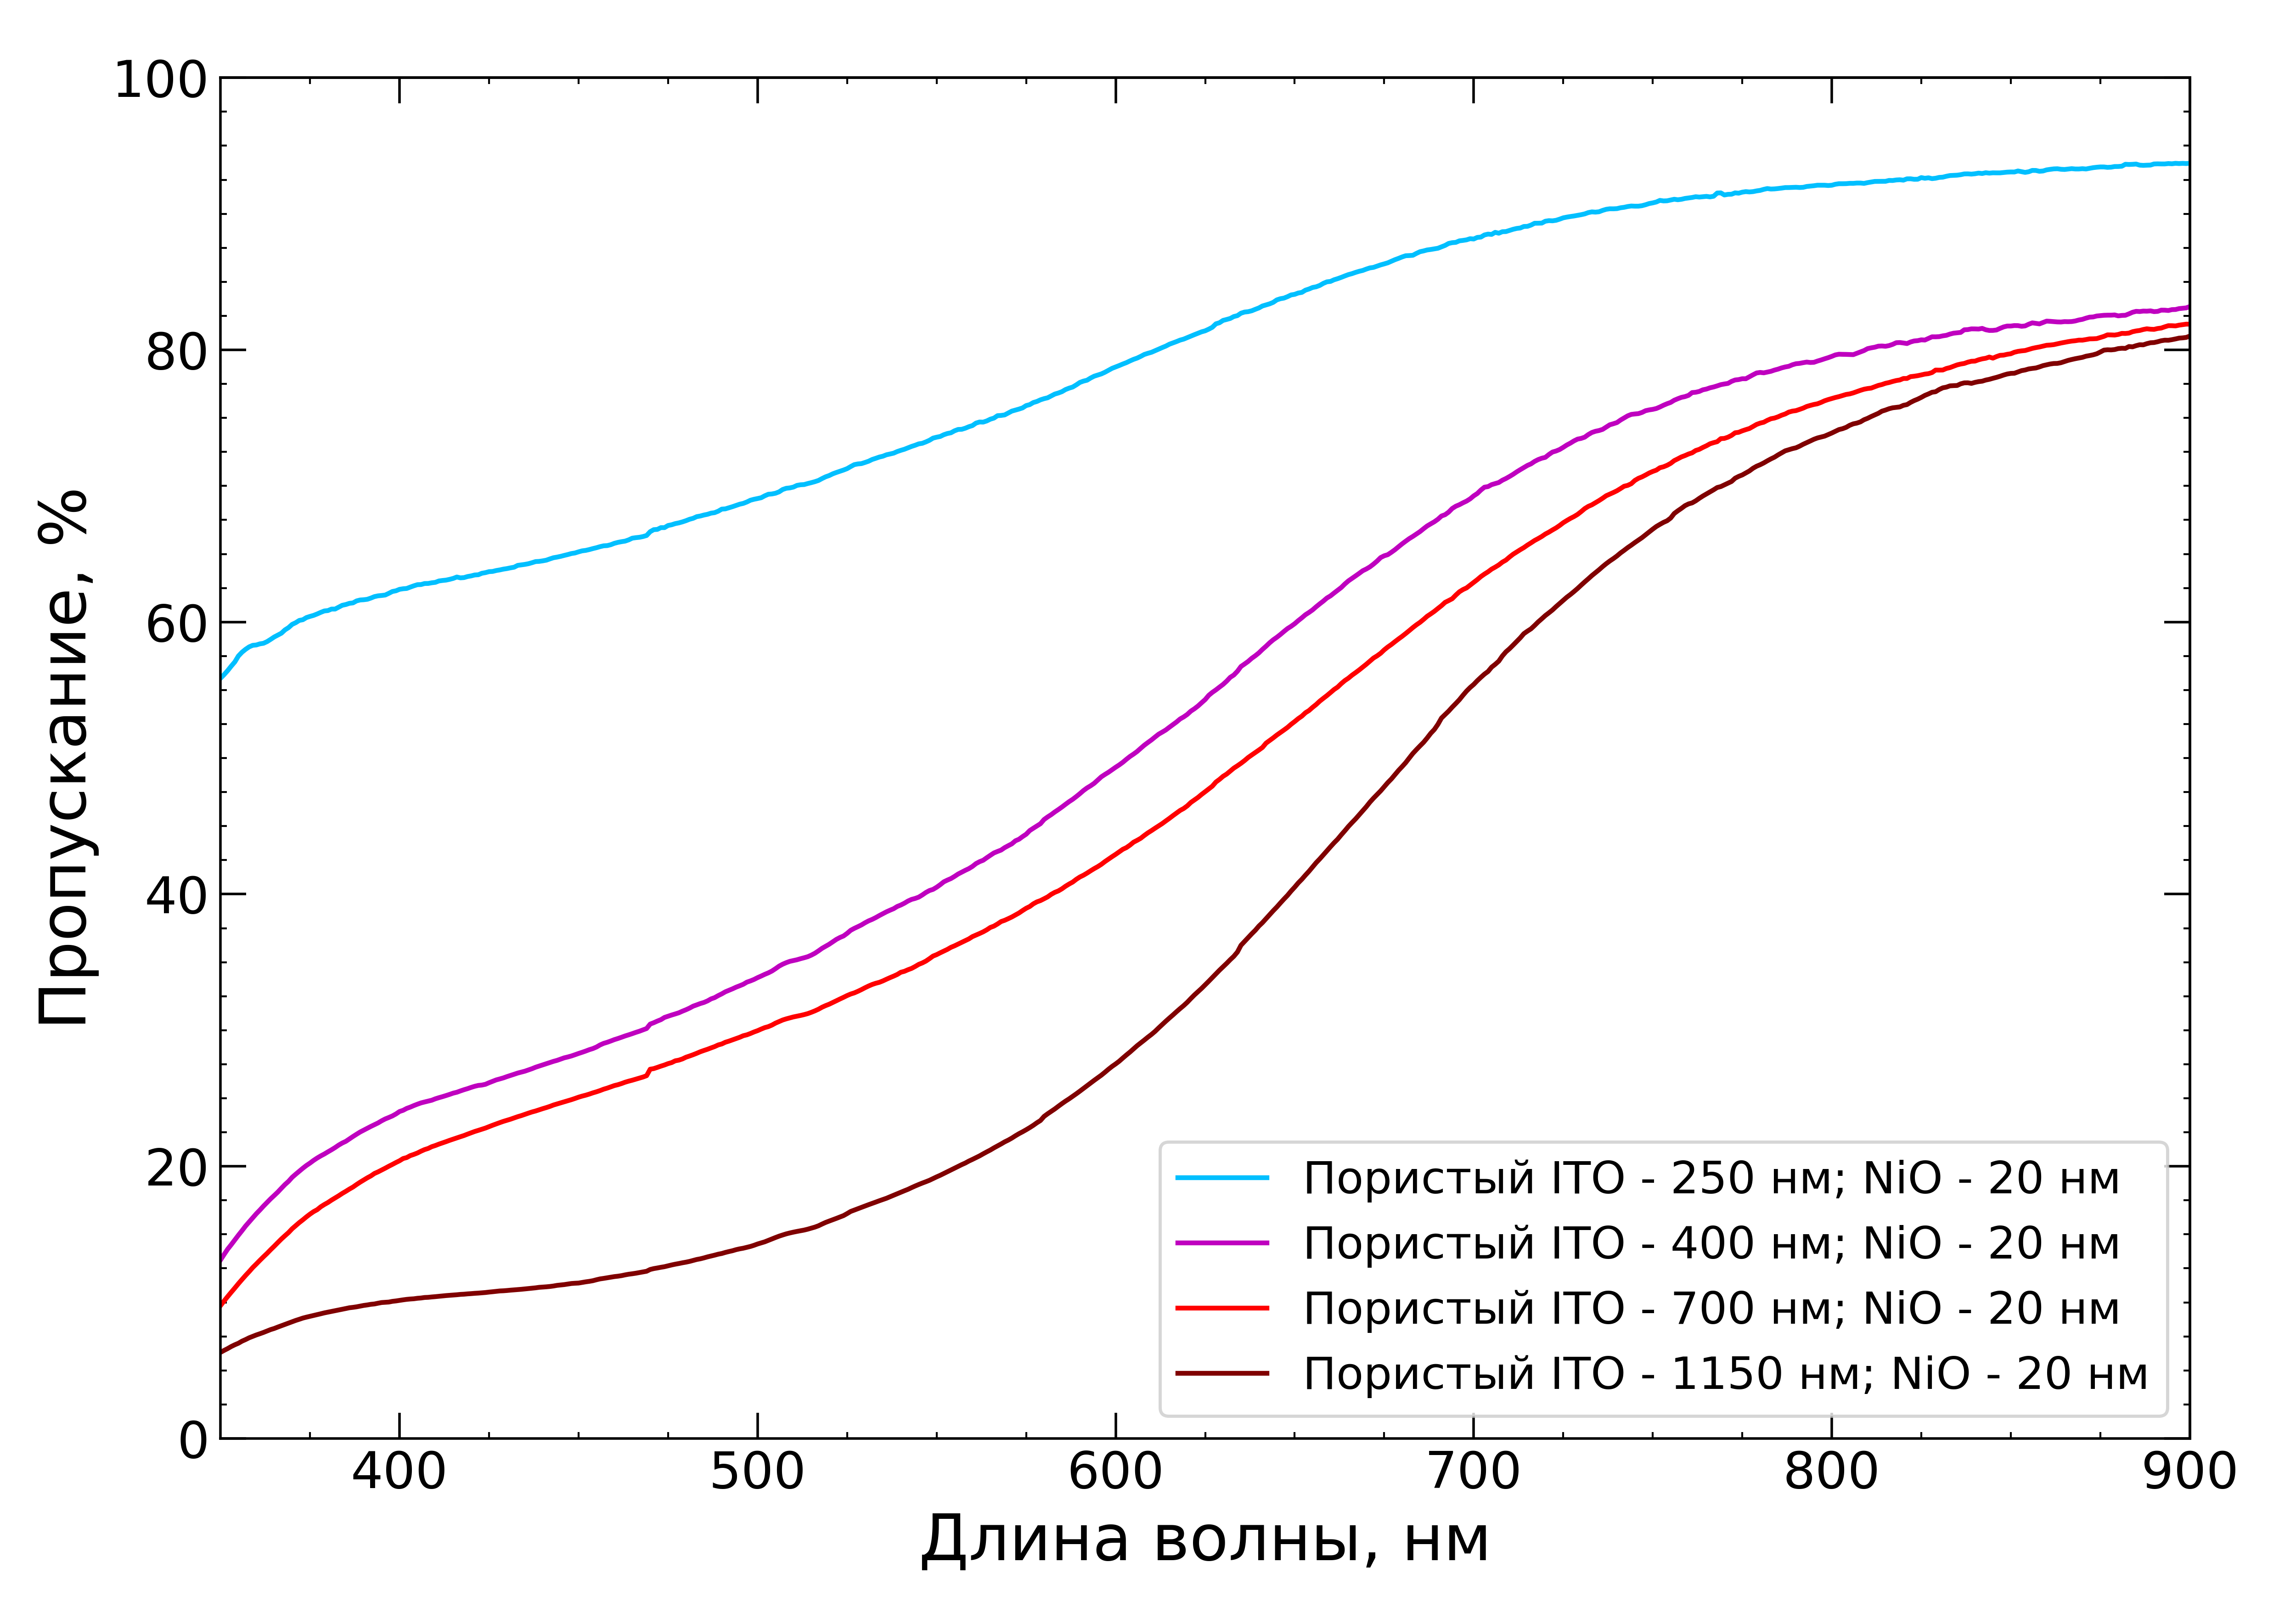 100
80
60
40
20
0
Пропускание, %
400 500 600 700 800 900
Длина волны, нм
Пористый ITO - 250 нм; NiO - 20 нм
Пористый ITO - 400 нм; NiO - 20 нм
Пористый ITO - 700 нм; NiO - 20 нм
Пористый ITO - 1150 нм; NiO - 20 нм